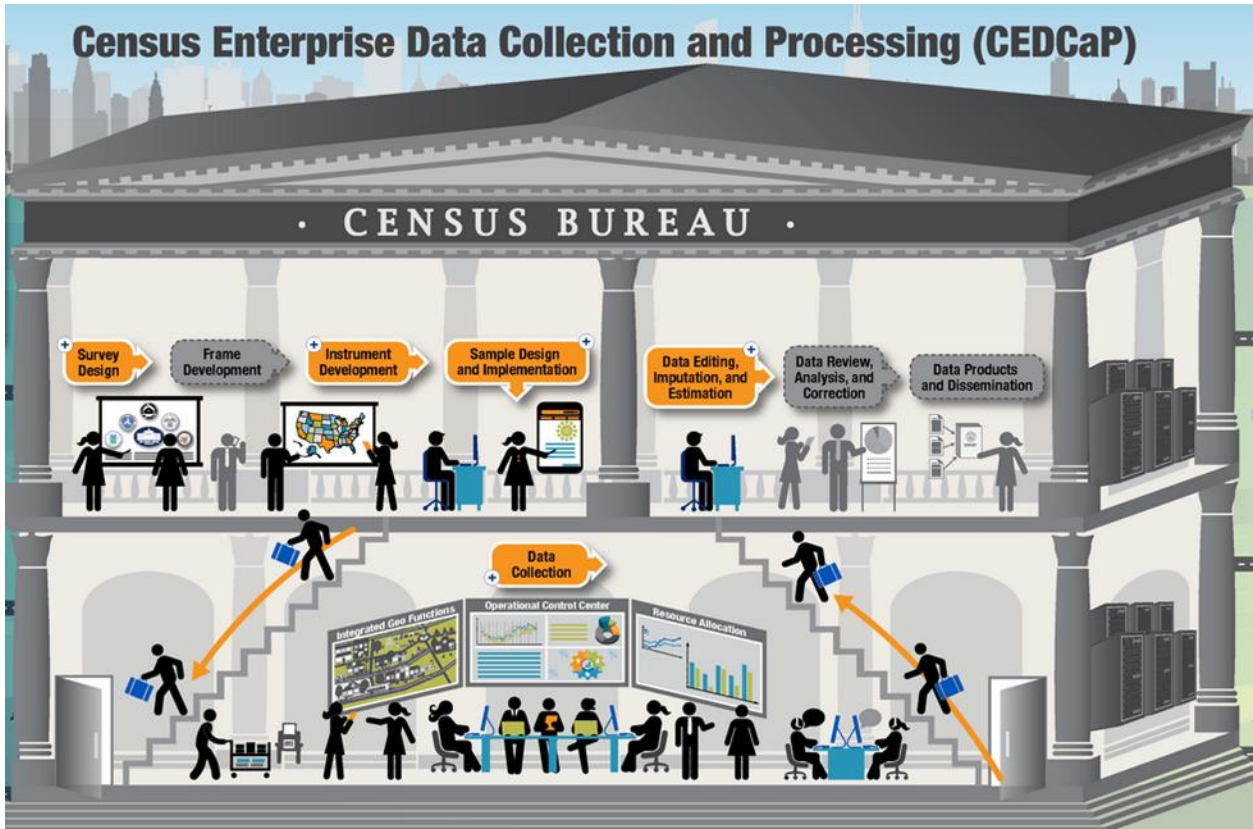 Census Enterprise Data Collection and Processing (CEDCaP)
· CENSUS BUREAU ·
Survey
Design
Frame
Development
Instrument
Development
Sample Design
and Implementation
Data Editing,
Imputation, and
Estimation
Data Review,
Analysis, and
Correction
Data Products
and Dissemination
Data
Collection
Integrated Geo Functions
Operational Control Center
Resource Allocation